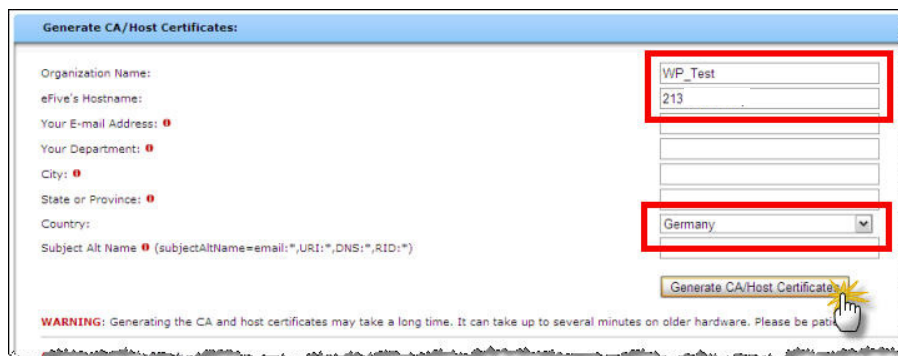 Generate CA/Host Certificates:
Organization Name: WP_Test
eFive's Hostname: 213
Your E-mail Address:
Your Department:
City:
State or Province:
Country: Germany
Subject Alt Name (subjectAltName=email:*,URI:*,DNS:*,RID:*)
Generate CA/Host Certificates
WARNING: Generating the CA and host certificates may take a long time. It can take up to several minutes on older hardware. Please be